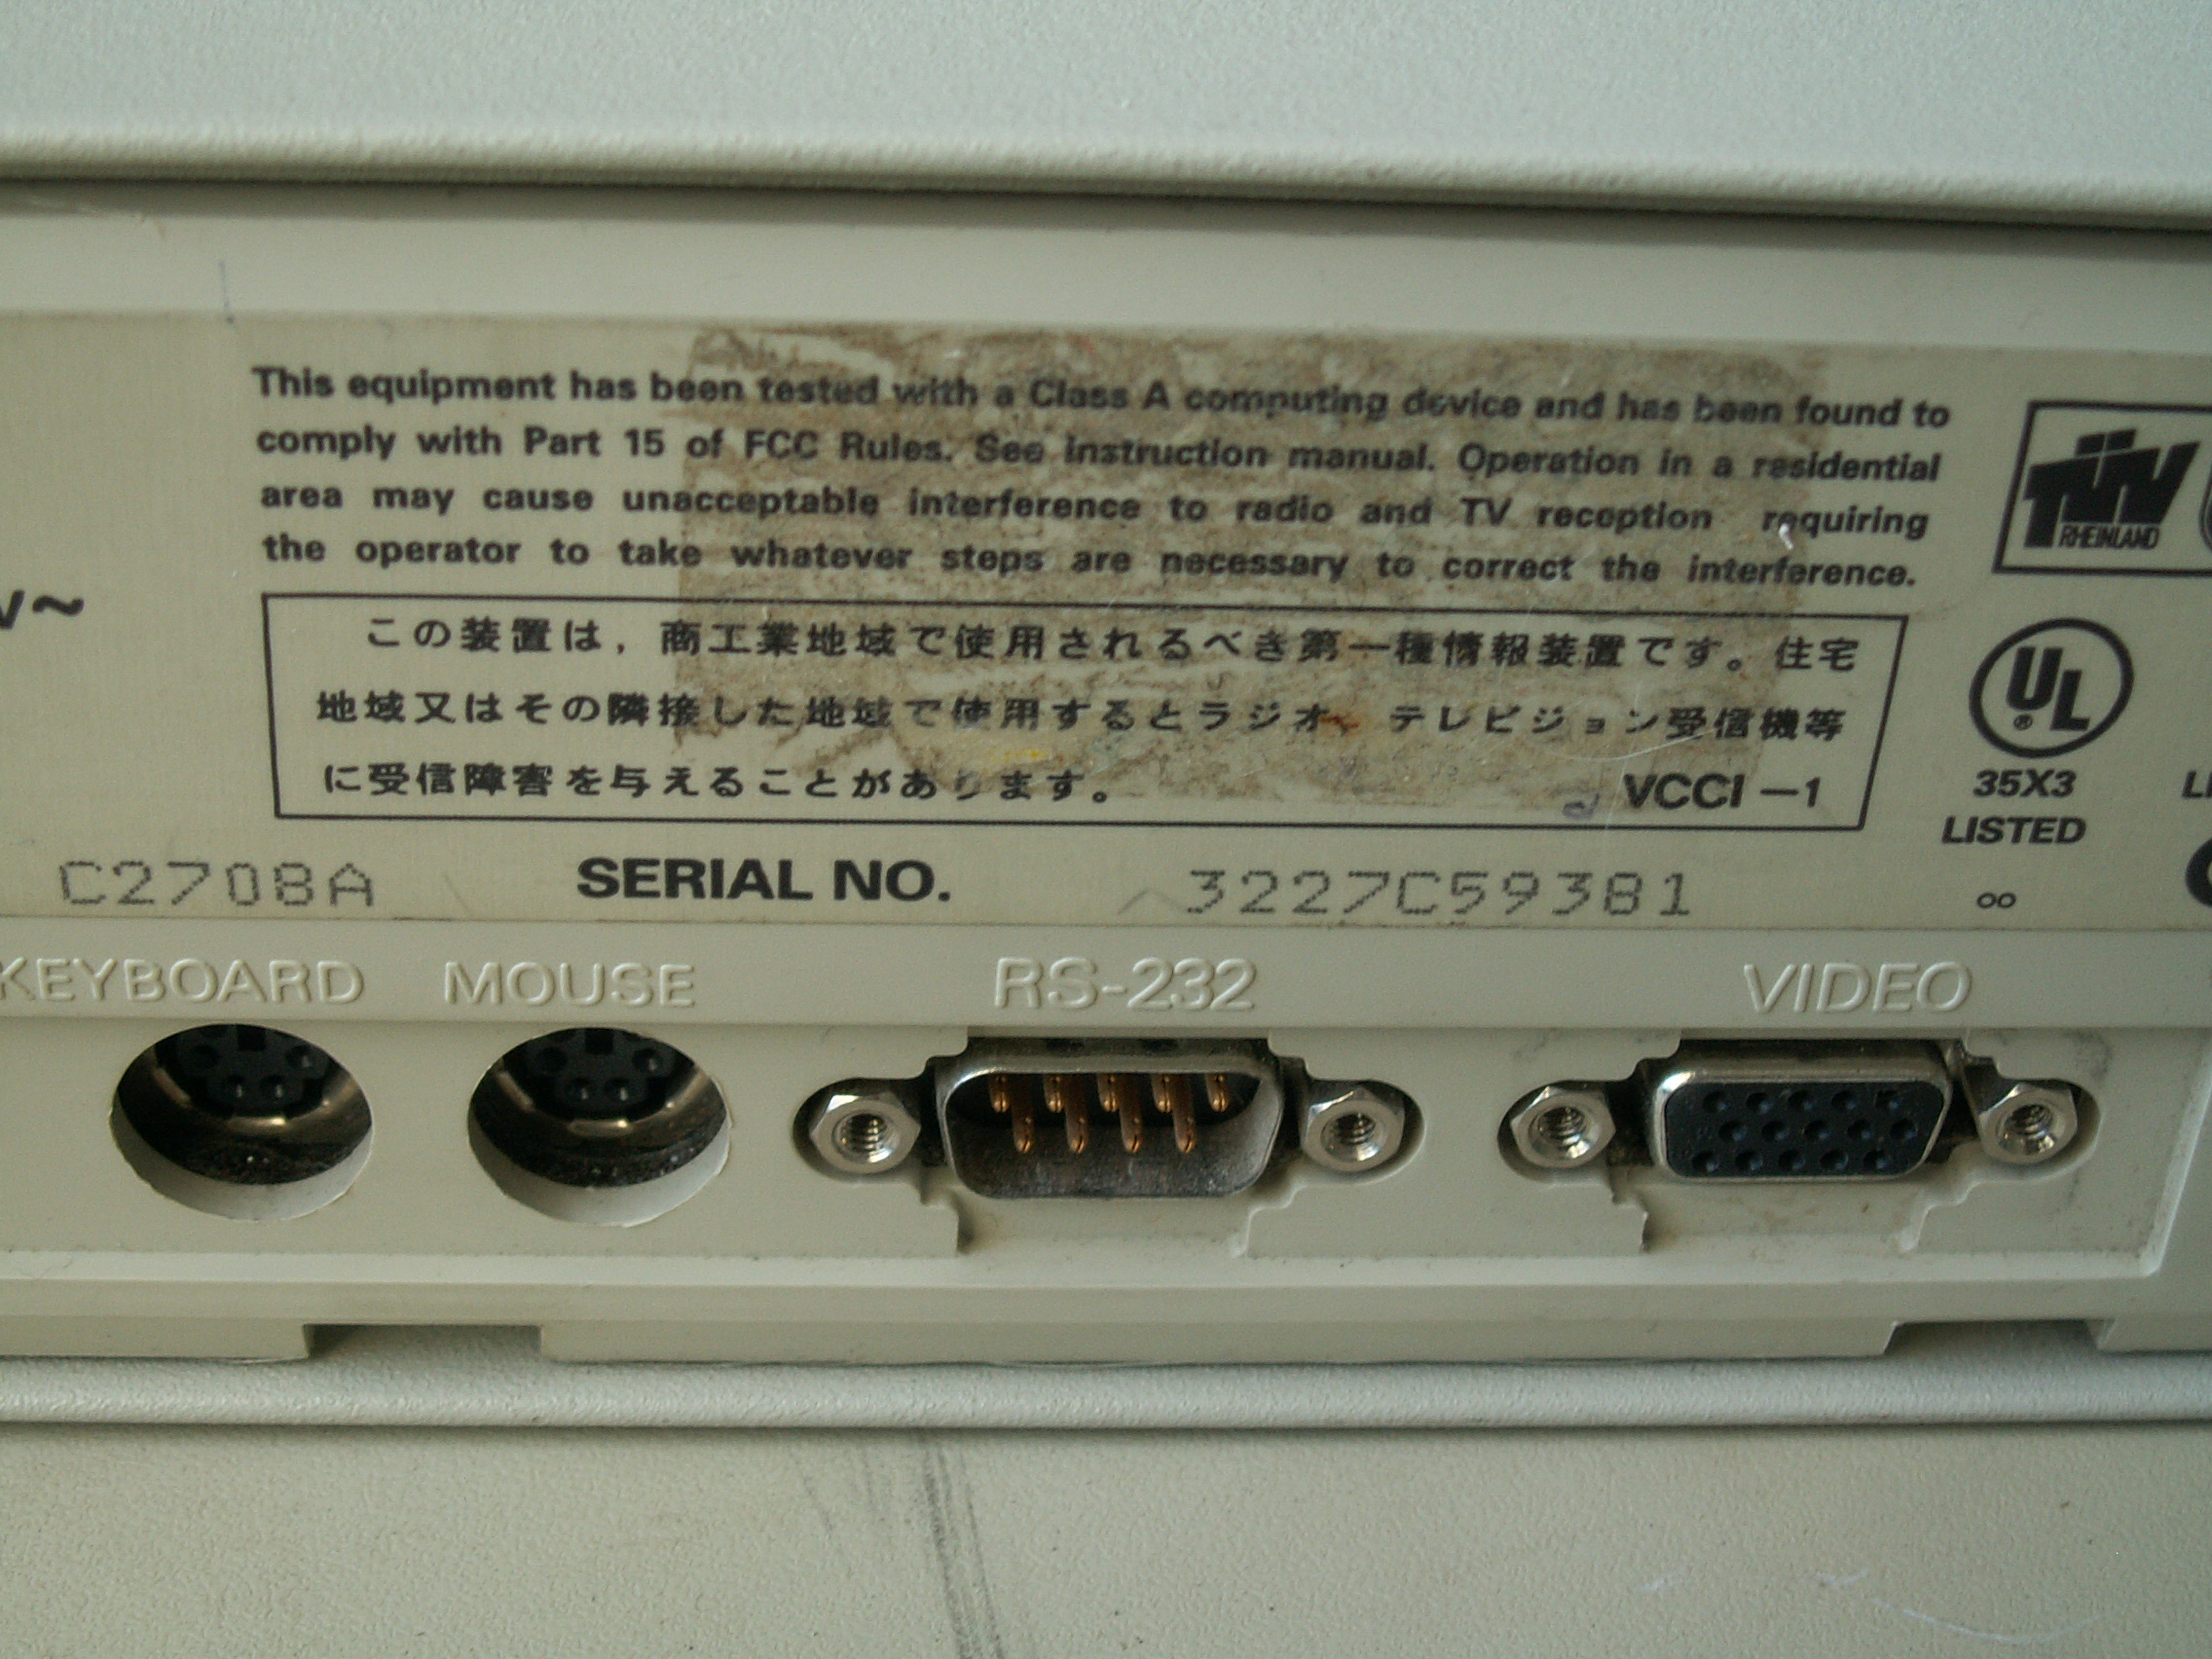 This equipment has been tested with a Class A computing device and has been found to
comply with Part 15 of FCC Rules. See instruction manual. Operation in a residential
area may cause unacceptable interference to radio and TV reception requiring
the operator to take whatever steps are necessary to correct the interference.
V~
この装置は，商工業地域で使用されるべき第一種情報装置です。住宅
地域又はその隣接した地域で使用するとラジオ、テレビジョン受信機等
に受信障害を与えることがあります。
VCCI－1
TÜV
RHEINLAND
UL
®
35X3
LISTED
C2708A SERIAL NO. 3227C59381
KEYBOARD MOUSE RS-232 VIDEO